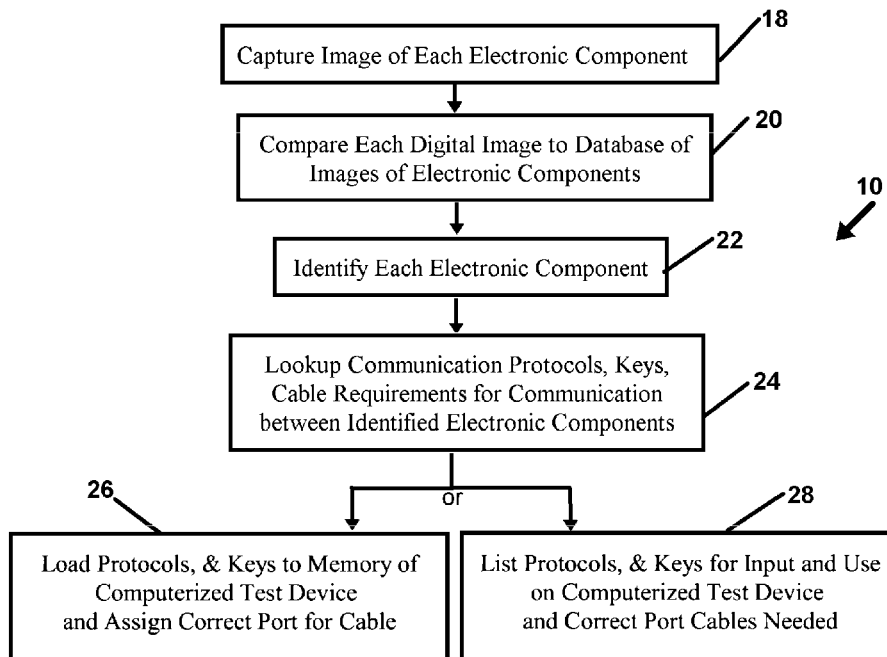 18
Capture Image of Each Electronic Component
20
Compare Each Digital Image to Database of
Images of Electronic Components
10
22
Identify Each Electronic Component
Lookup Communication Protocols, Keys,
Cable Requirements for Communication
between Identified Electronic Components
24
or
26
Load Protocols, & Keys to Memory of
Computerized Test Device
and Assign Correct Port for Cable
28
List Protocols, & Keys for Input and Use
on Computerized Test Device
and Correct Port Cables Needed